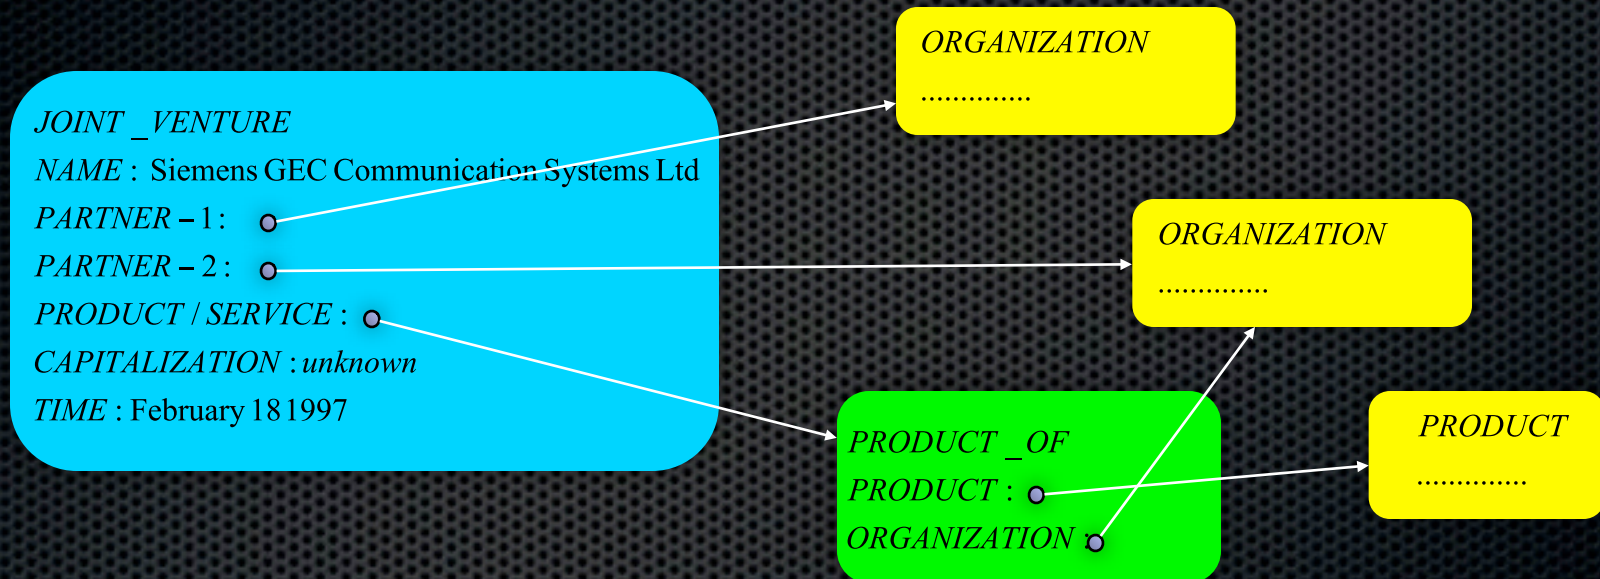 JOINT _VENTURE
NAME : Siemens GEC Communication Systems Ltd
PARTNER – 1 :
PARTNER – 2 :
PRODUCT / SERVICE :
CAPITALIZATION : unknown
TIME : February 18 1997
ORGANIZATION
..............
ORGANIZATION
..............
PRODUCT _OF
PRODUCT :
ORGANIZATION :
PRODUCT
..............